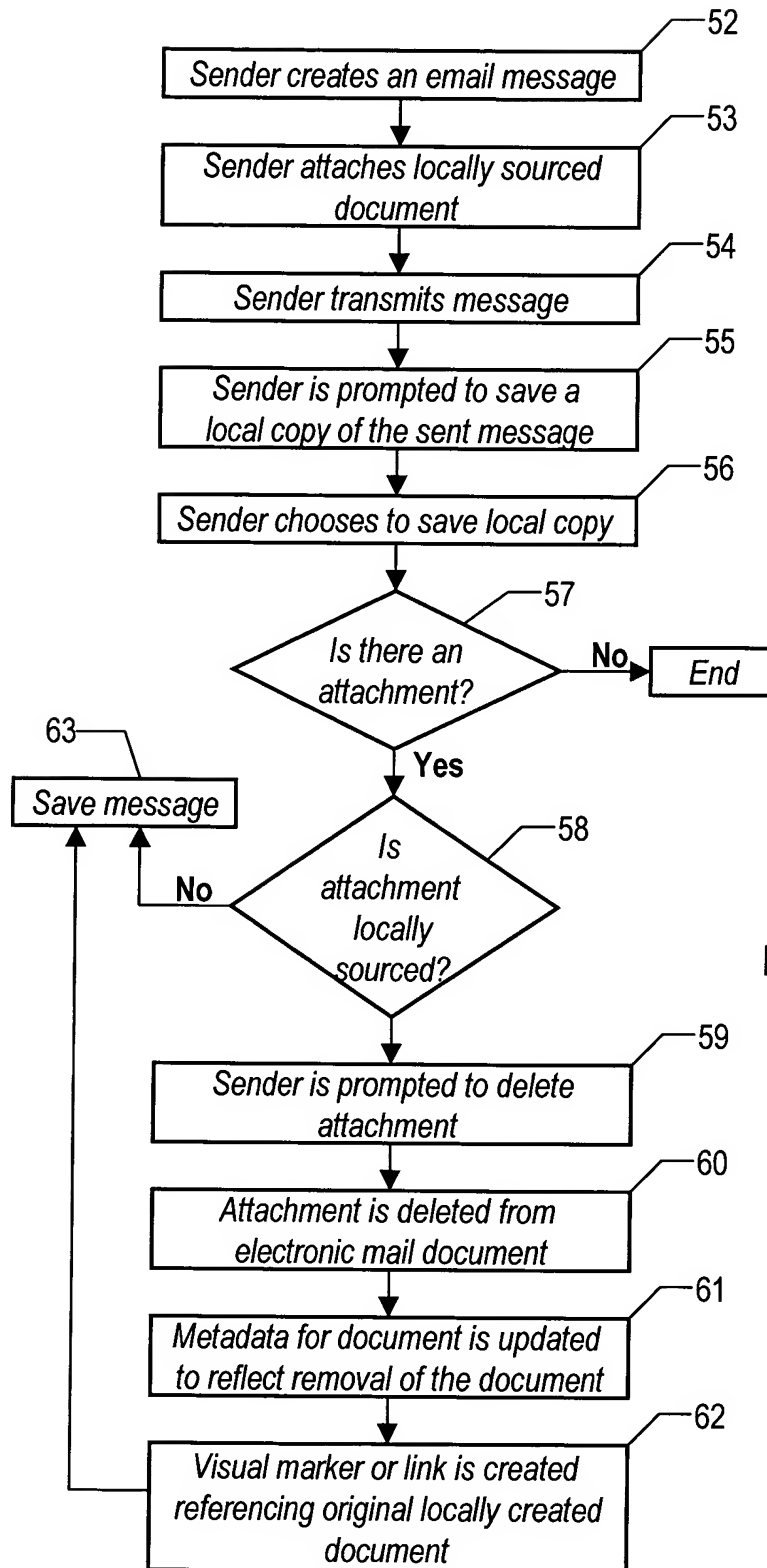 52
Sender creates an email message
53
Sender attaches locally sourced
document
54
Sender transmits message
55
Sender is prompted to save a
local copy of the sent message
56
Sender chooses to save local copy
57
Is there an
attachment?
No
End
Yes
63
Save message
58
Is
attachment
locally
sourced?
No
59
Sender is prompted to delete
attachment
60
Attachment is deleted from
electronic mail document
61
Metadata for document is updated
to reflect removal of the document
62
Visual marker or link is created
referencing original locally created
document